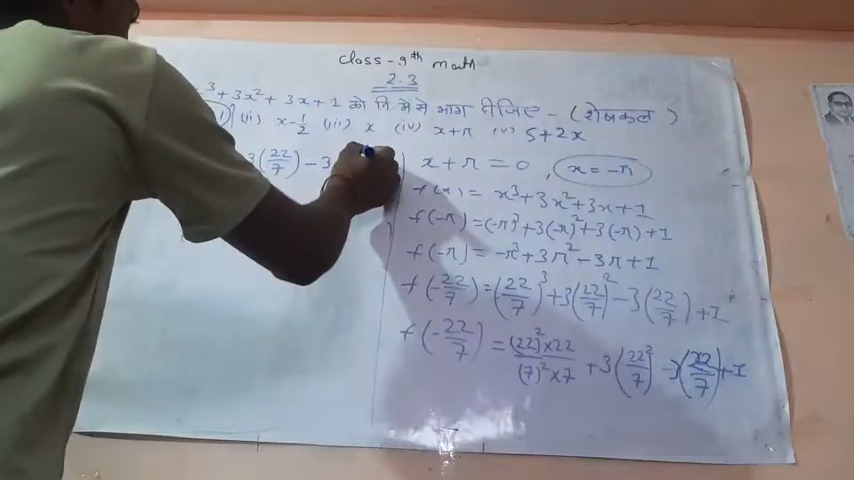 Class-9th math
2.3
3 + 3x² + 3x + 1 को नि. में से भाग दीजिए - (शेषफल)
(ii) x - 1/2 (iii) x (iv) x + π (v) 5 + 2x
3(22/7) - 3
x + π = 0, x = -π
f(x) = x³ + 3x² + 3x + 1
f(-π) = (-π)³ + 3(-π)² + 3(-π) + 1
f(-π) = -π³ + 3π² - 3π + 1
f(-22/7) = (-22/7)³ + 3(22/7)² - 3(22/7) + 1
f(-22/7) = (22)² × 22/(7)² × 7 + 3(22/7)² - 3(22/7) + 1